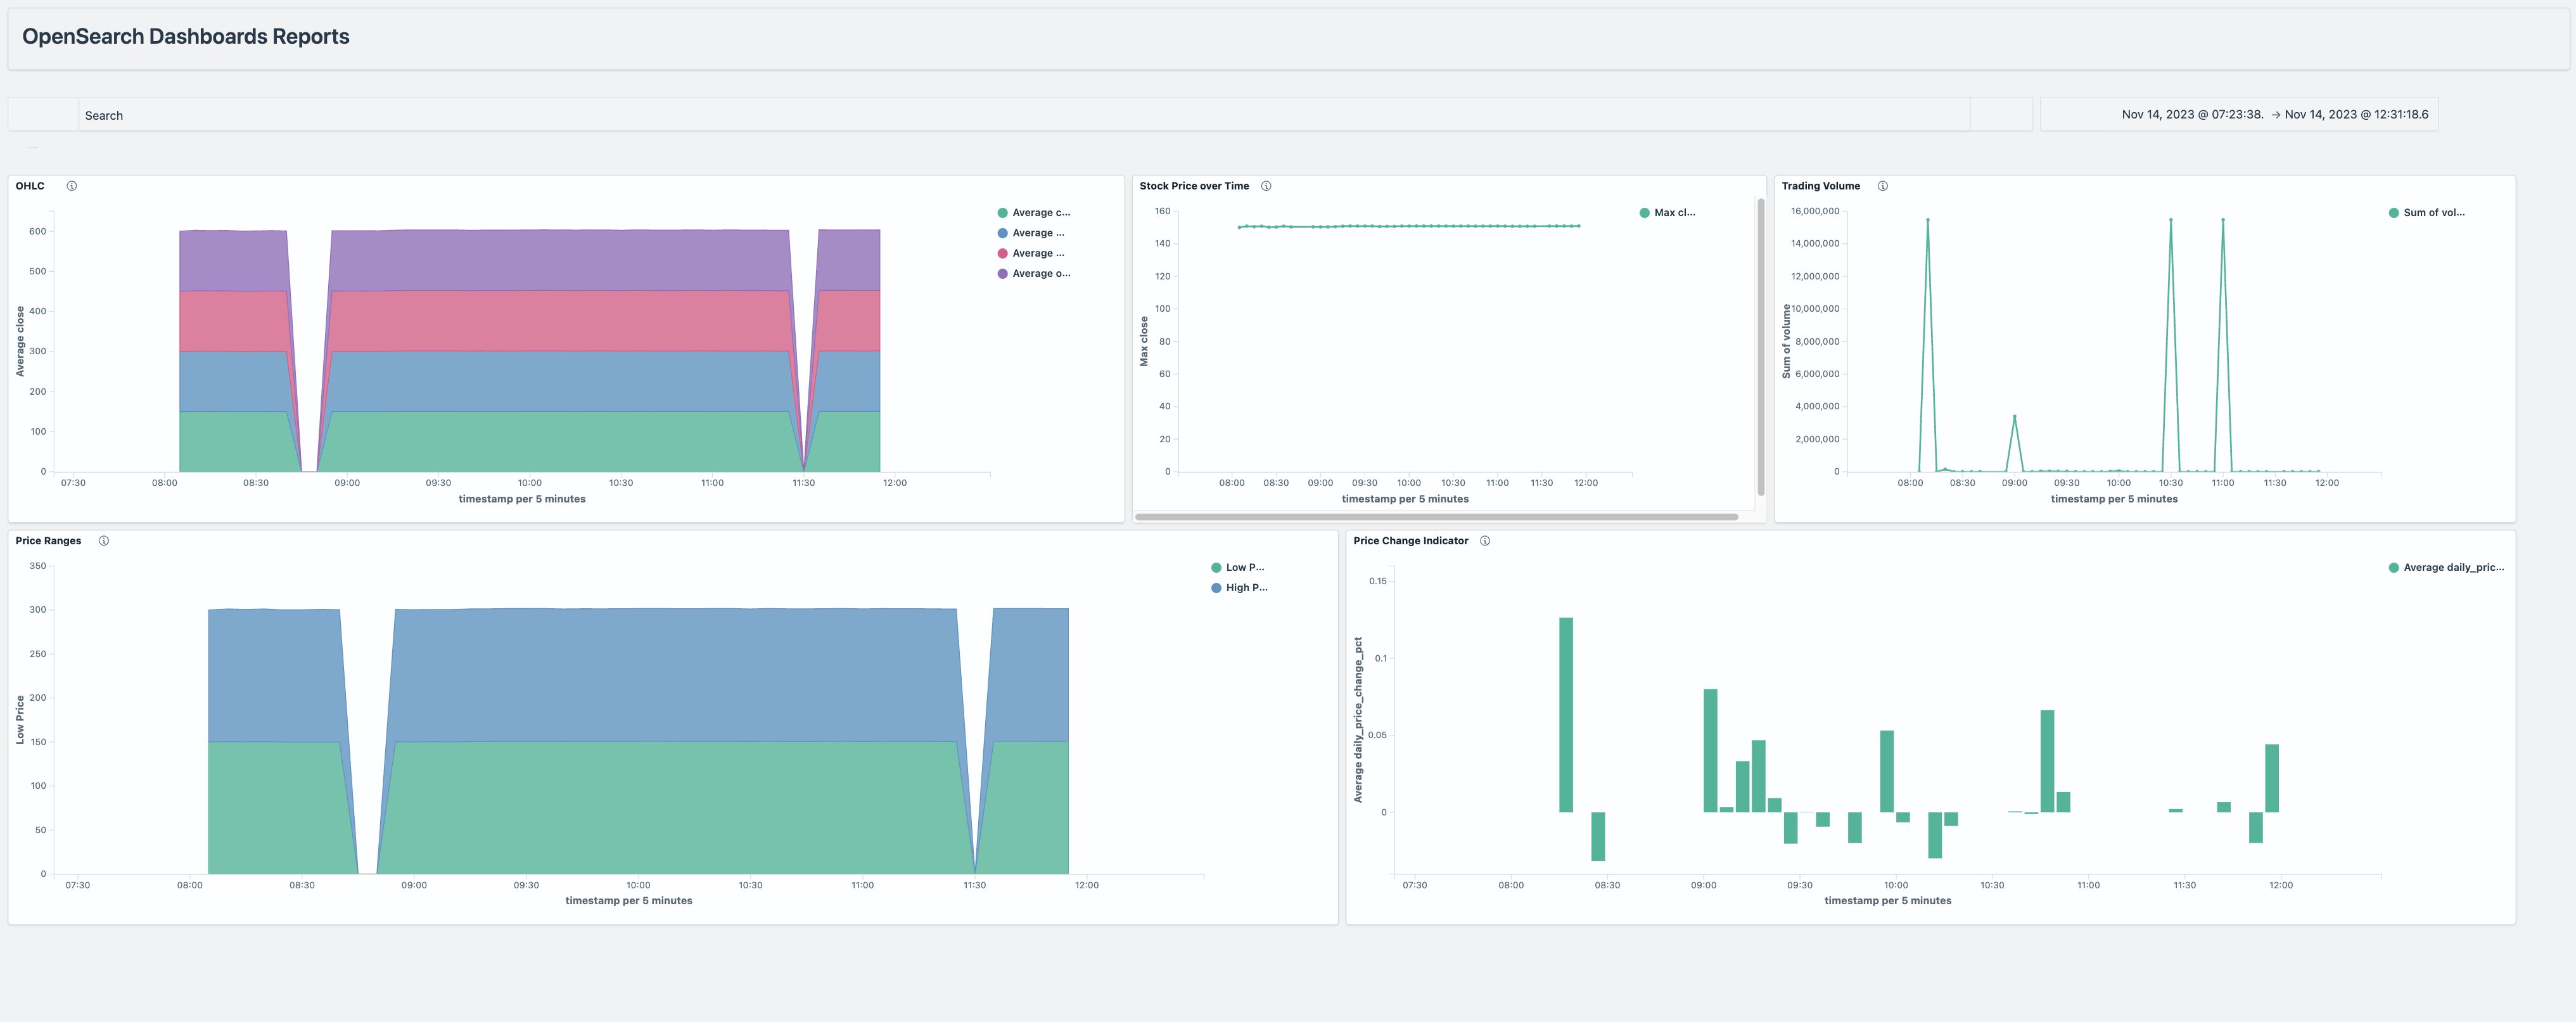 OpenSearch Dashboards Reports
Search
Nov 14, 2023 @ 07:23:38. → Nov 14, 2023 @ 12:31:18.6
OHLC
Average close
600
500
400
300
200
100
0
07:30 08:00 08:30 09:00 09:30 10:00 10:30 11:00 11:30 12:00
timestamp per 5 minutes
Average c...
Average ...
Average ...
Average o...
Stock Price over Time
Max close
160
140
120
100
80
60
40
20
0
08:00 08:30 09:00 09:30 10:00 10:30 11:00 11:30 12:00
timestamp per 5 minutes
Max cl...
Trading Volume
Sum of volume
16,000,000
14,000,000
12,000,000
10,000,000
8,000,000
6,000,000
4,000,000
2,000,000
0
08:00 08:30 09:00 09:30 10:00 10:30 11:00 11:30 12:00
timestamp per 5 minutes
Sum of vol...
Price Ranges
Low Price
350
300
250
200
150
100
50
0
07:30 08:00 08:30 09:00 09:30 10:00 10:30 11:00 11:30 12:00
timestamp per 5 minutes
Low P...
High P...
Price Change Indicator
Average daily_price_change_pct
0.15
0.1
0.05
0
07:30 08:00 08:30 09:00 09:30 10:00 10:30 11:00 11:30 12:00
timestamp per 5 minutes
Average daily_pric...